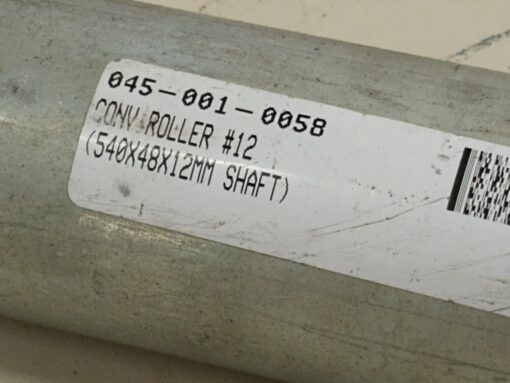 045-001-0058
CONV ROLLER #12
(540X48X12MM SHAFT)